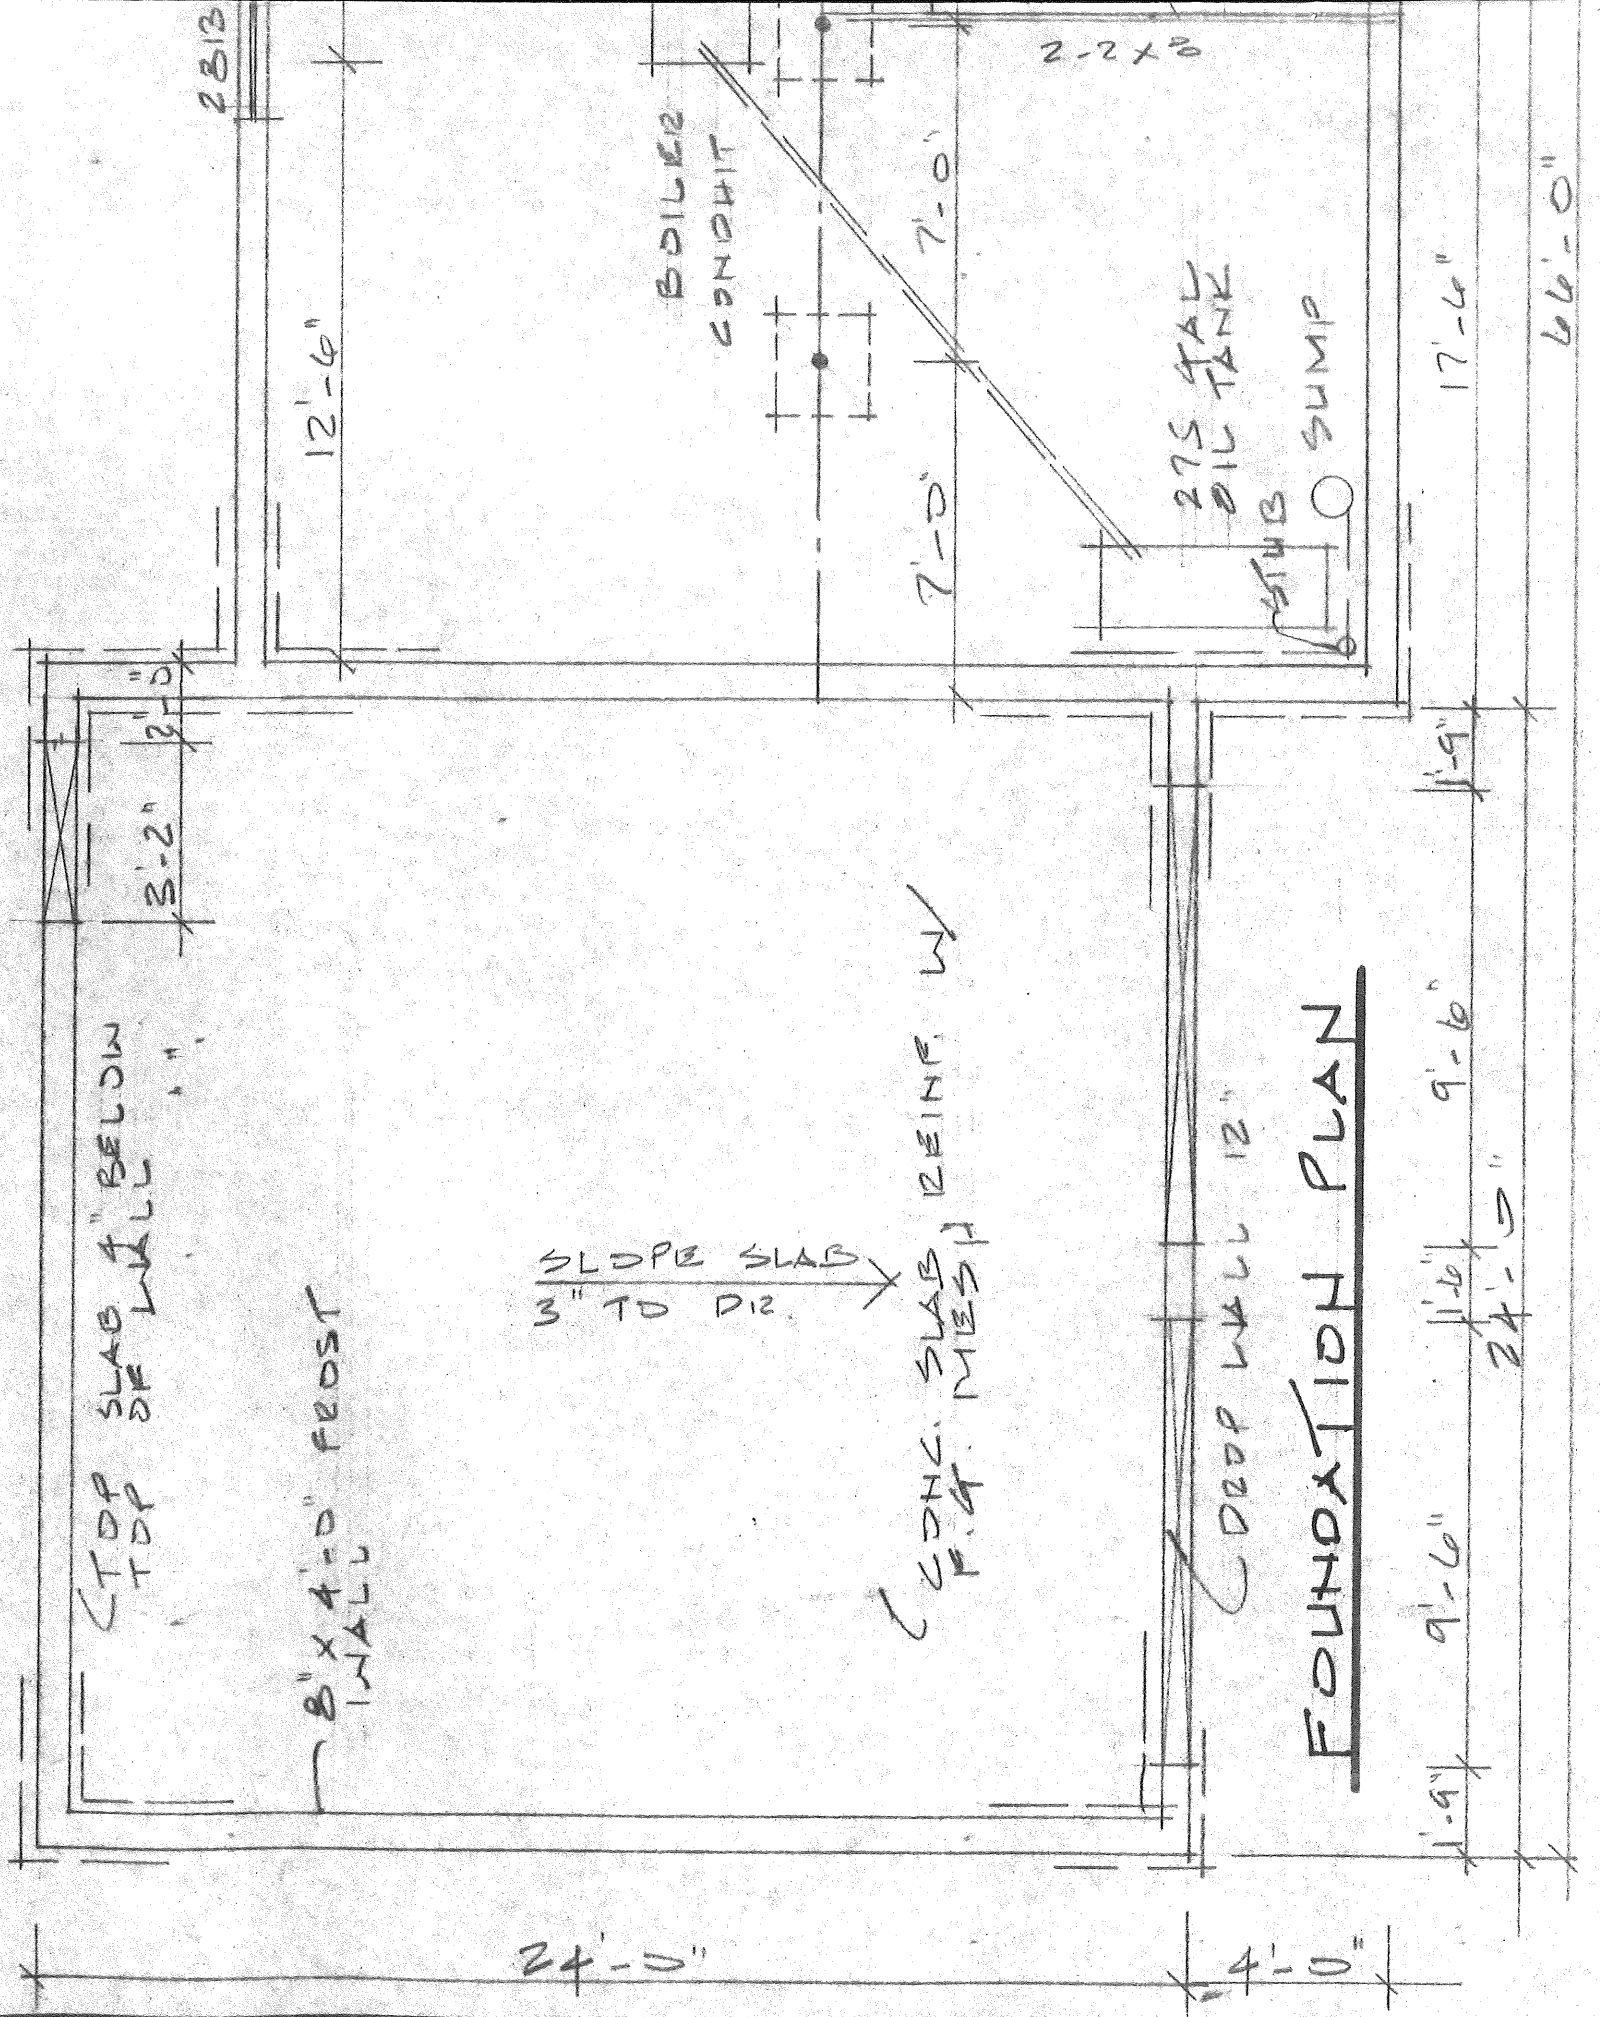 (TOP SLAB 4" BELOW
TOP OF WALL
8" X 4'-0" FROST
WALL
SLOPE SLAB
3" TO DR.
(CONC. SLAB REINF. W/
F.G. MESH
(DROP WALL 12"
FOUNDATION PLAN
1'-9"
9'-6"
1'-6"
9'-6"
1'-9"
17'-6"
24'-0"
66'-0"
24'-0"
4'-0"
3'-2"
2'-0"
12'-6"
2813
BOILER
CONDUIT
7'-0"
7'-0"
2-2X8
275 GAL
OIL TANK
STUB
SUMP